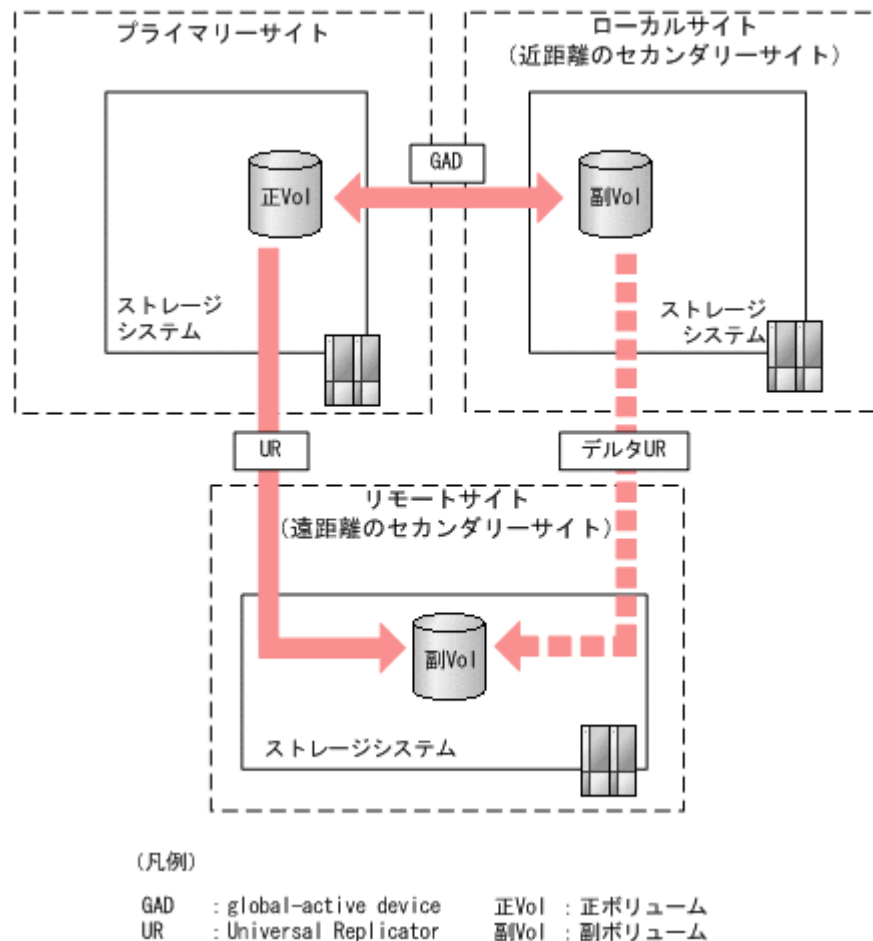 プライマリーサイト
ローカルサイト
(近距離のセカンダリーサイト)
GAD
正Vol
副Vol
ストレージ
システム
ストレージ
システム
UR
デルタUR
リモートサイト
(遠距離のセカンダリーサイト)
副Vol
ストレージシステム
(凡例)
GAD : global-active device 正Vol : 正ボリューム
UR : Universal Replicator 副Vol : 副ボリューム